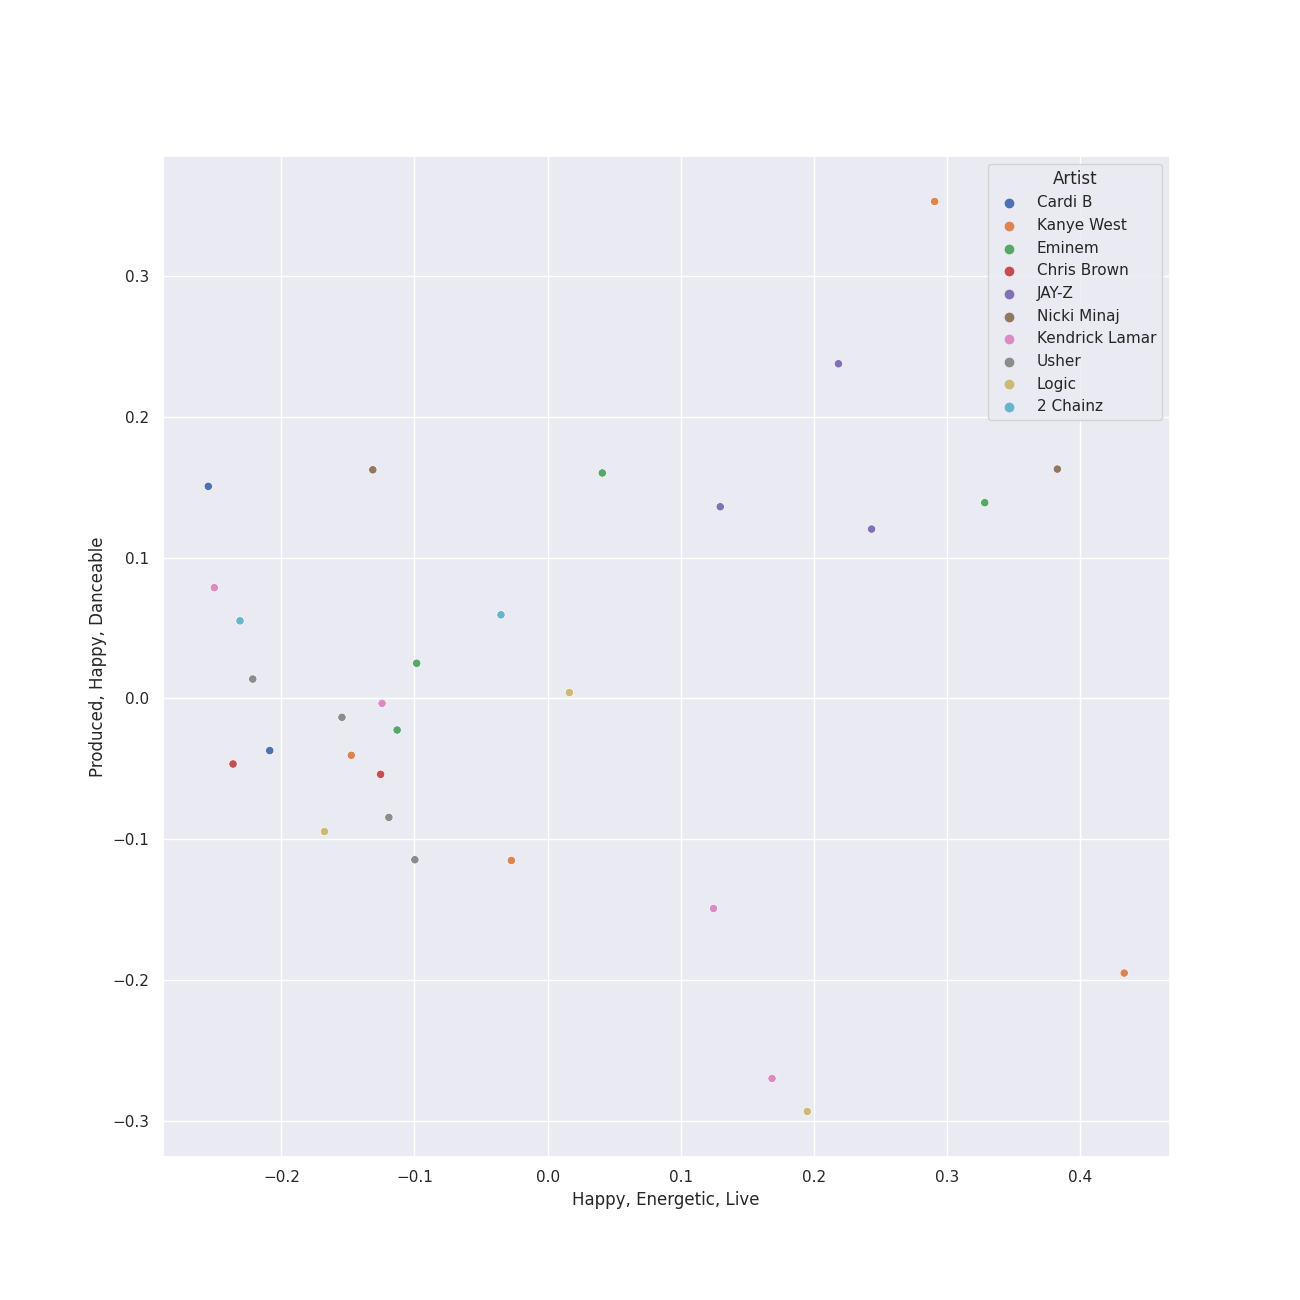 Artist
Cardi B
Kanye West
Eminem
Chris Brown
JAY-Z
Nicki Minaj
Kendrick Lamar
Usher
Logic
2 Chainz
0.3
0.2
0.1
0.0
−0.1
−0.2
−0.3
Produced, Happy, Danceable
−0.2 −0.1 0.0 0.1 0.2 0.3 0.4
Happy, Energetic, Live